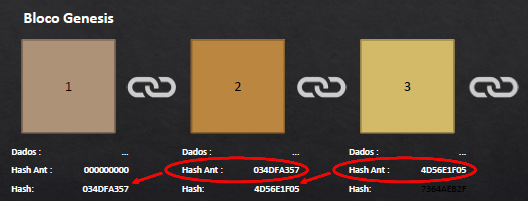 Bloco Genesis
1 2 3
Dados : ... Dados : ... Dados : ...
Hash Ant : 000000000 Hash Ant : 034DFA357 Hash Ant : 4D56E1F05
Hash: 034DFA357 Hash: 4D56E1F05 Hash: 7364AEB2F